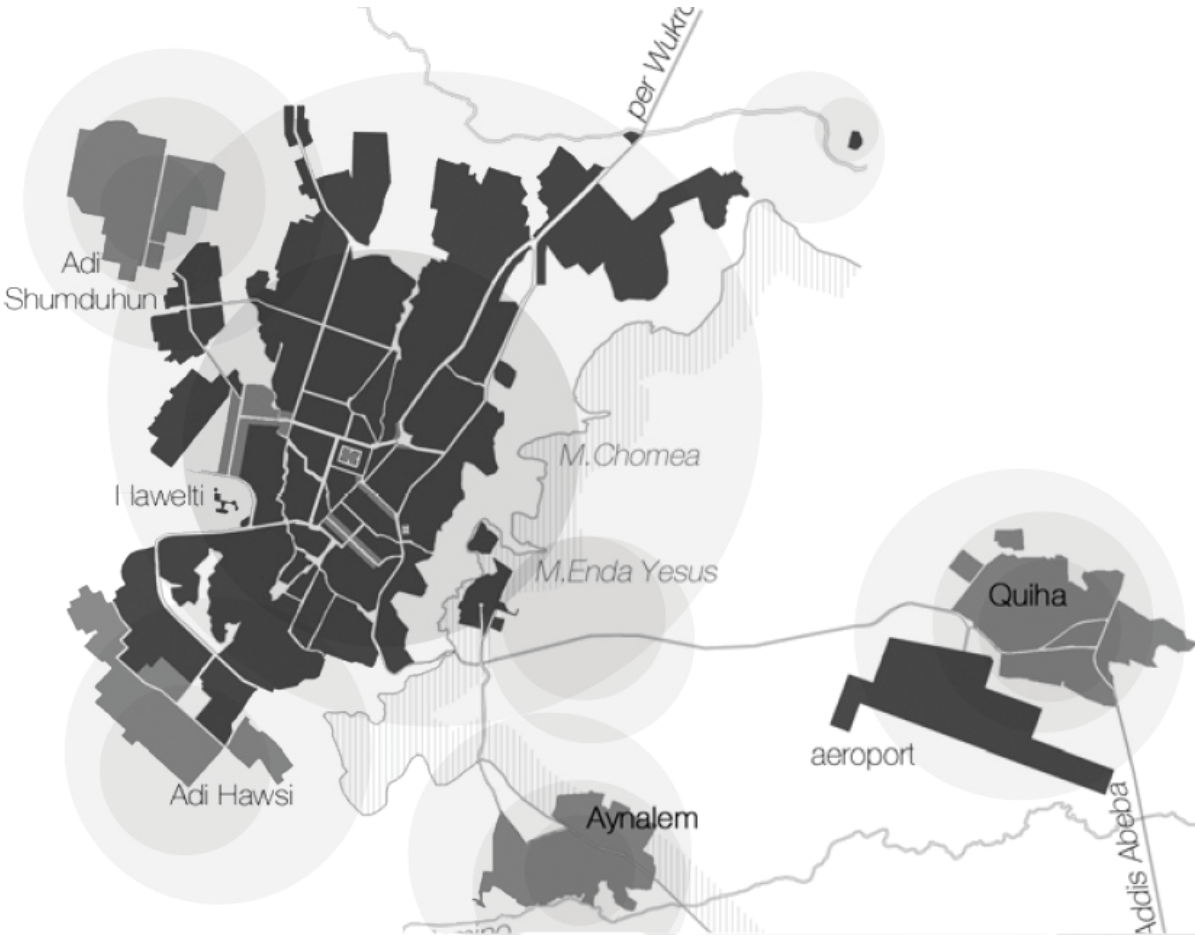 per Wukro
Adi
Shumduhun
M.Chomea
Hawelti
M.Enda Yesus
Quiha
aeroport
Adi Hawsi
Aynalem
Addis Abeba